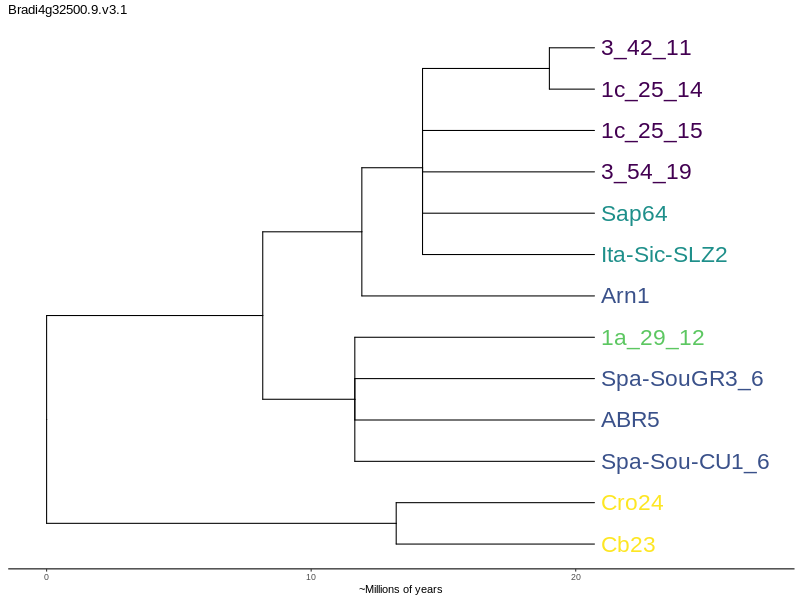 Bradi4g32500.9.v3.1
3_42_11
1c_25_14
1c_25_15
3_54_19
Sap64
Ita-Sic-SLZ2
Arn1
1a_29_12
Spa-SouGR3_6
ABR5
Spa-Sou-CU1_6
Cro24
Cb23
0 10 20
~Millions of years